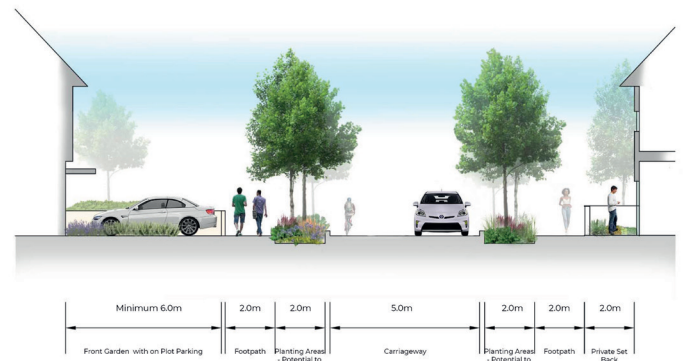 Minimum 6.0m
2.0m
2.0m
5.0m
2.0m
2.0m
2.0m
Front Garden with on Plot Parking
Footpath
Planting Areas
- Potential to
Carriageway
Planting Areas
- Potential to
Footpath
Private Set
Back